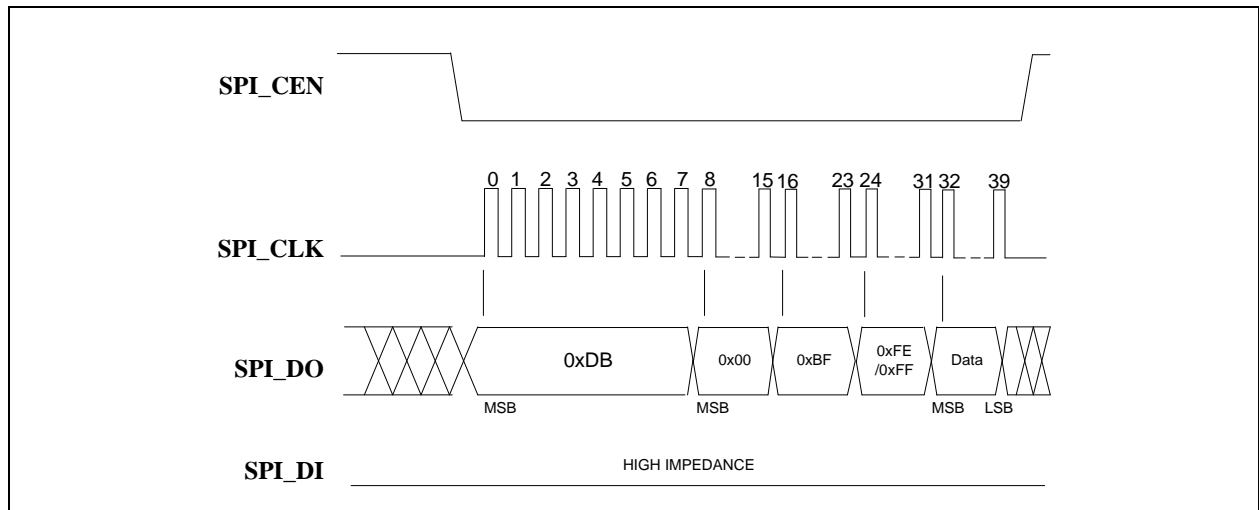 SPI_CEN
0 1 2 3 4 5 6 7 8 15 16 23 24 31 32 39
SPI_CLK
SPI_DO
0xDB
0x00
0xBF
0xFE
/0xFF
Data
MSB
MSB
MSB
LSB
SPI_DI
HIGH IMPEDANCE